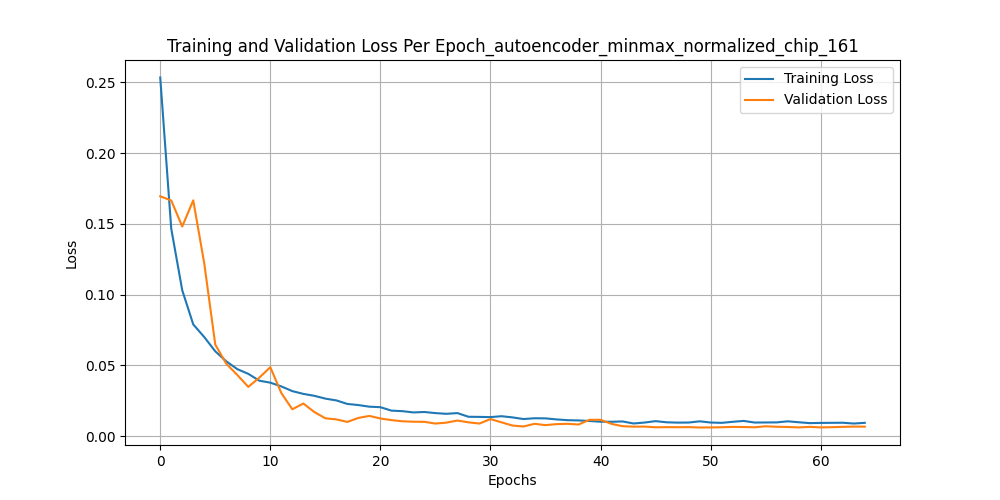 Training and Validation Loss Per Epoch_autoencoder_minmax_normalized_chip_161
Training Loss
Validation Loss
0.25
0.20
0.15
0.10
0.05
0.00
Loss
0 10 20 30 40 50 60
Epochs